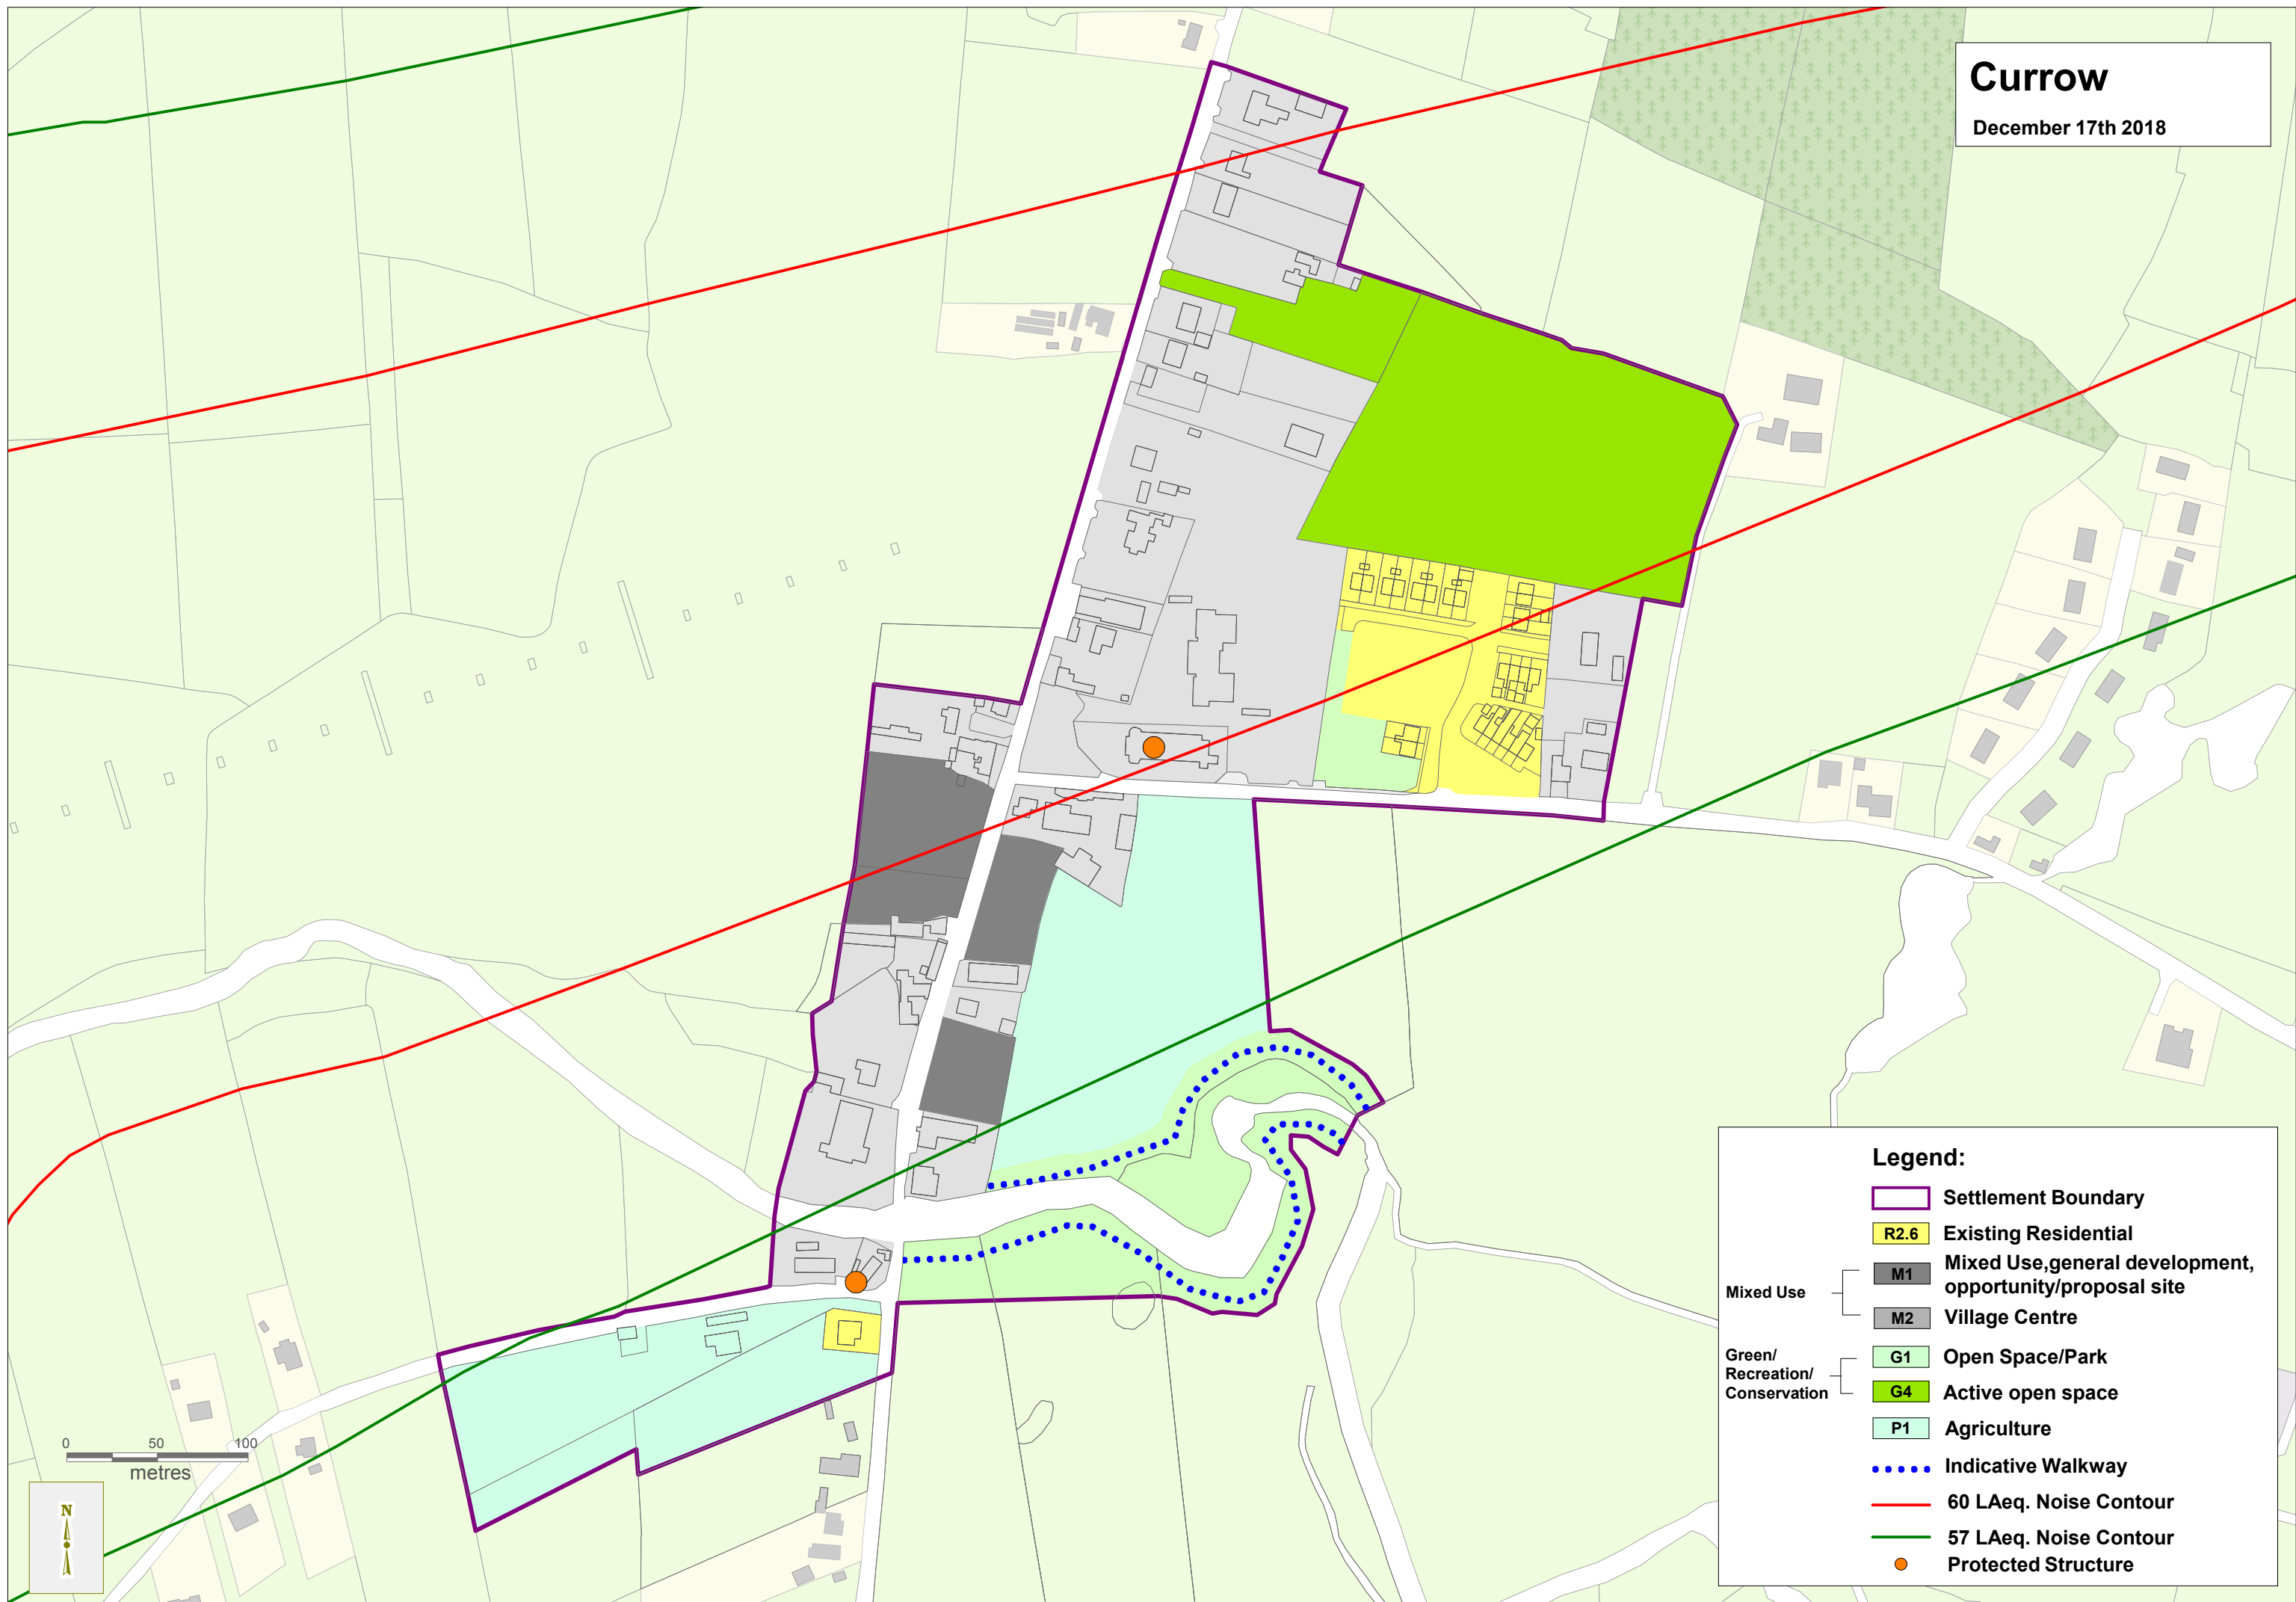 Currow
December 17th 2018
Legend:
Settlement Boundary
R2.6 Existing Residential
Mixed Use
M1 Mixed Use,general development,
opportunity/proposal site
M2 Village Centre
Green/
Recreation/
Conservation
G1 Open Space/Park
G4 Active open space
P1 Agriculture
Indicative Walkway
60 LAeq. Noise Contour
57 LAeq. Noise Contour
Protected Structure
0 50 100
metres
N